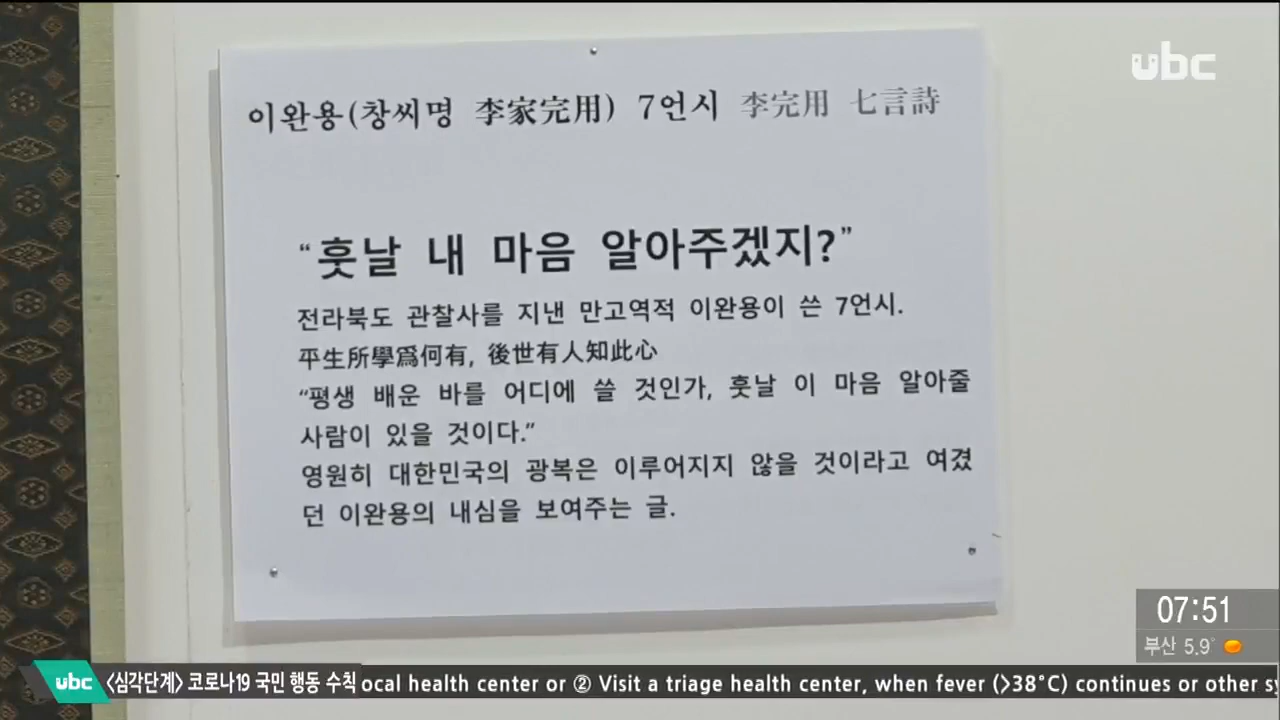 ubc
이완용(창씨명 李家完用) 7언시 李完用 七言詩
“훗날 내 마음 알아주겠지?”
전라북도 관찰사를 지낸 만고역적 이완용이 쓴 7언시.
平生所學爲何有, 後世有人知此心
“평생 배운 바를 어디에 쓸 것인가, 훗날 이 마음 알아줄
사람이 있을 것이다.”
영원히 대한민국의 광복은 이루어지지 않을 것이라고 여겼
던 이완용의 내심을 보여주는 글.
07:51
부산 5.9°
ubc 〈심각단계〉 코로나19 국민 행동 수칙 ocal health center or ② Visit a triage health center, when fever (>38°C) continues or other sy